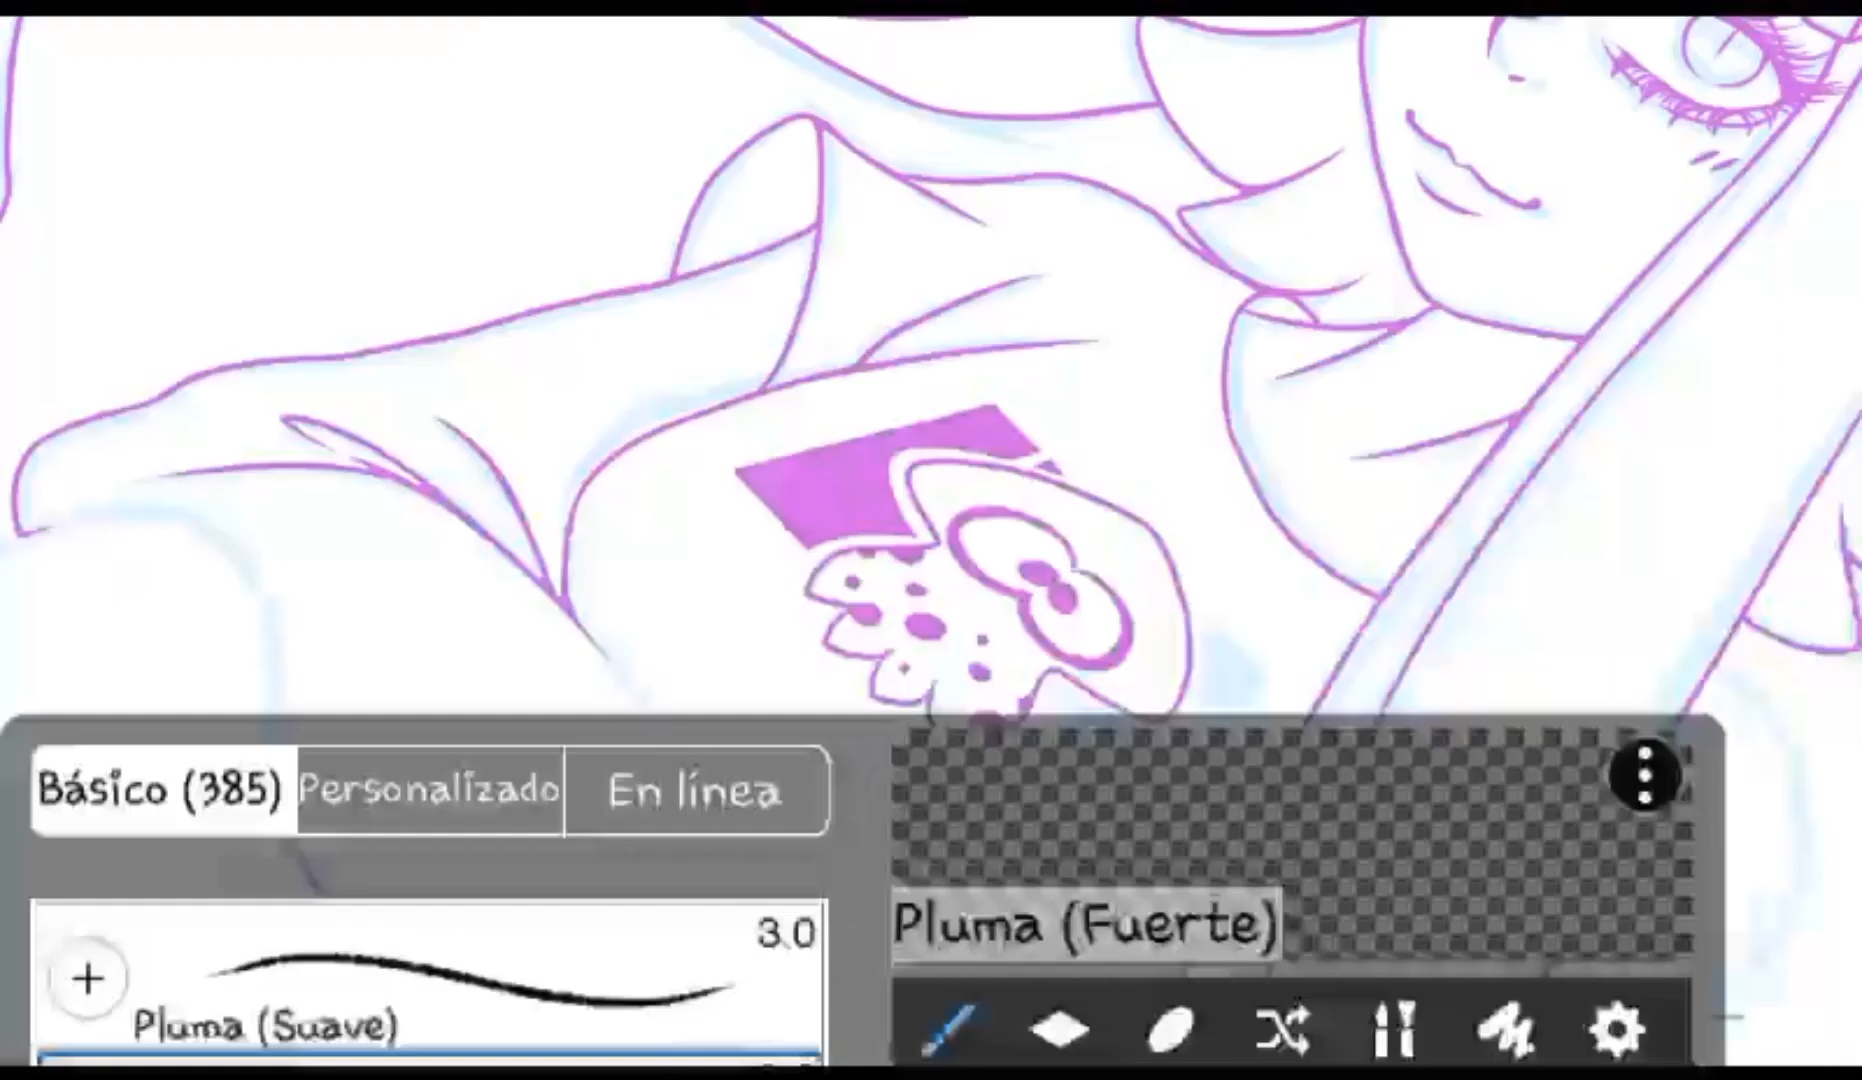 Básico (385)
Personalizado
En línea
3.0
Pluma (Suave)
Pluma (Fuerte)